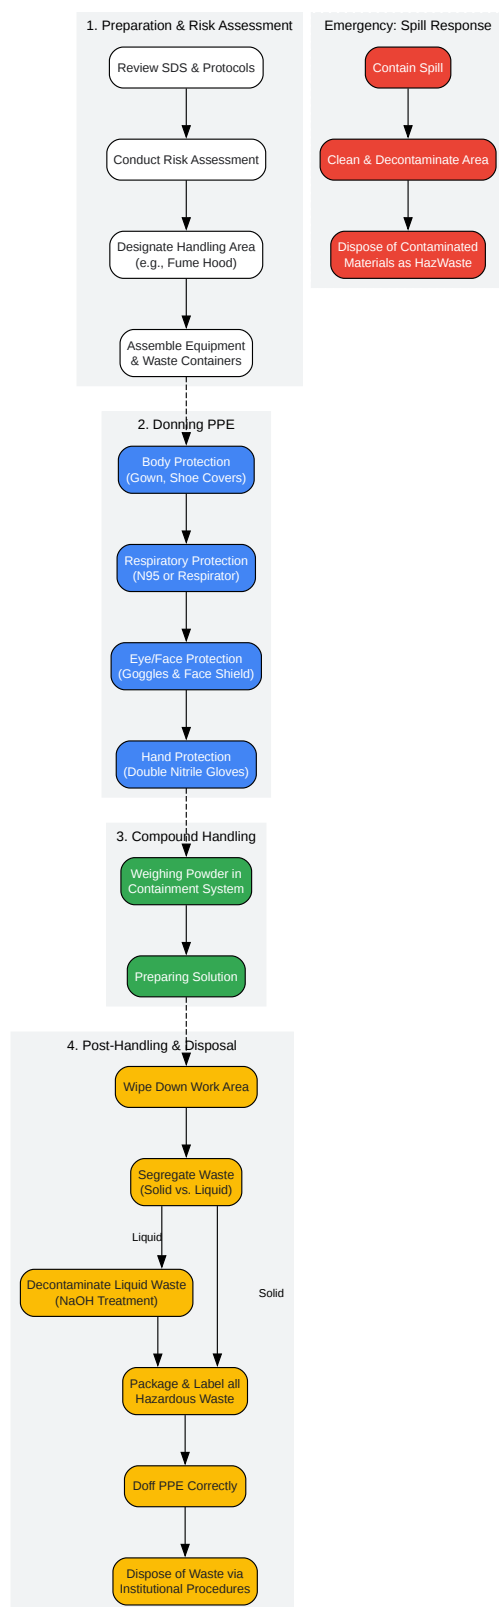 1. Preparation & Risk Assessment
Review SDS & Protocols
Conduct Risk Assessment
Designate Handling Area
(e.g., Fume Hood)
Assemble Equipment
& Waste Containers
Emergency: Spill Response
Contain Spill
Clean & Decontaminate Area
Dispose of Contaminated
Materials as HazWaste
2. Donning PPE
Body Protection
(Gown, Shoe Covers)
Respiratory Protection
(N95 or Respirator)
Eye/Face Protection
(Goggles & Face Shield)
Hand Protection
(Double Nitrile Gloves)
3. Compound Handling
Weighing Powder in
Containment System
Preparing Solution
4. Post-Handling & Disposal
Wipe Down Work Area
Segregate Waste
(Solid vs. Liquid)
Liquid
Decontaminate Liquid Waste
(NaOH Treatment)
Solid
Package & Label all
Hazardous Waste
Doff PPE Correctly
Dispose of Waste via
Institutional Procedures